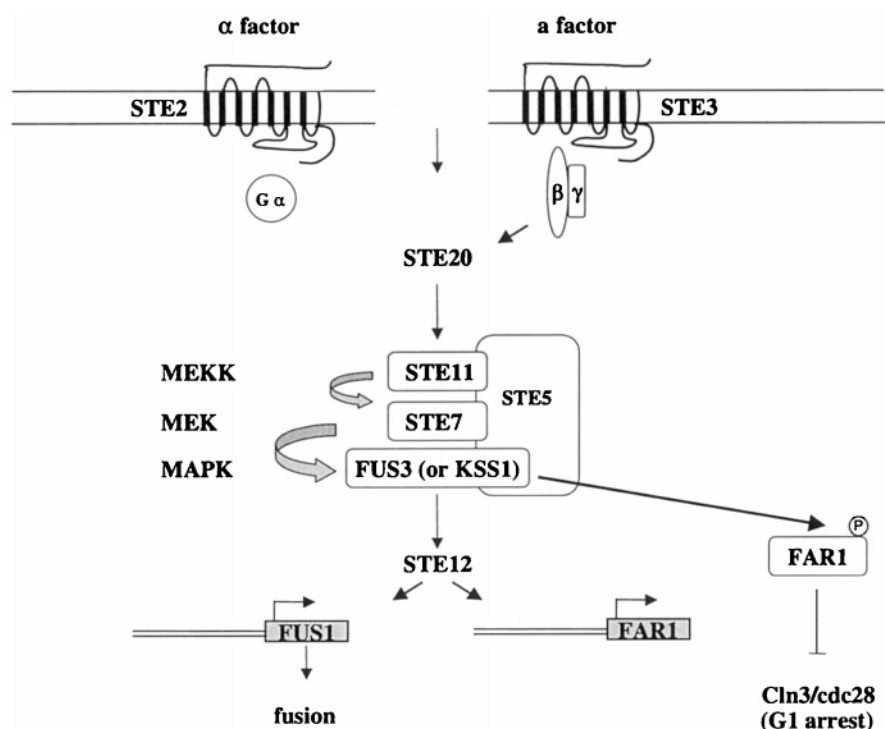 α factor
a factor
STE2
STE3
G α
β
γ
STE20
MEKK
STE11
STE5
MEK
STE7
MAPK
FUS3 (or KSS1)
P
FAR1
STE12
FUS1
FAR1
Cln3/cdc28
fusion
(G1 arrest)